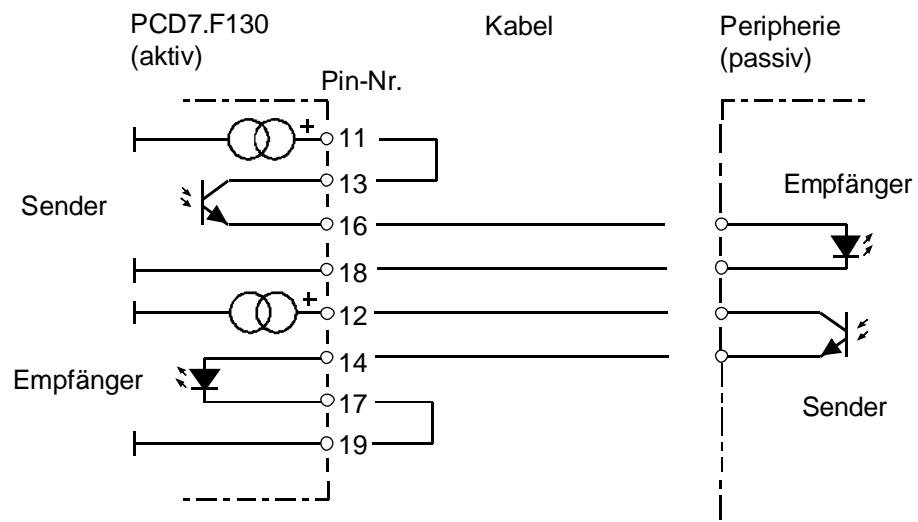 PCD7.F130
(aktiv)
Kabel
Peripherie
(passiv)
Pin-Nr.
+
11
13
Empfänger
Sender
16
18
+
12
14
Empfänger
17
Sender
19